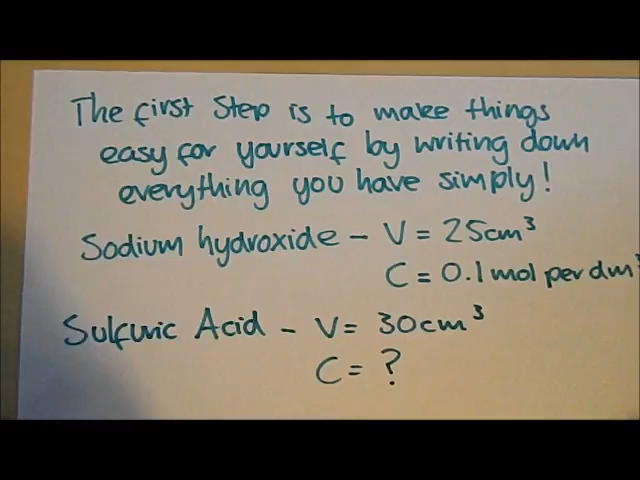 The first step is to make things
easy for yourself by writing down
everything you have simply!
Sodium hydroxide - V = 25cm³
C = 0.1 mol per dm³
Sulfuric Acid - V = 30cm³
C = ?